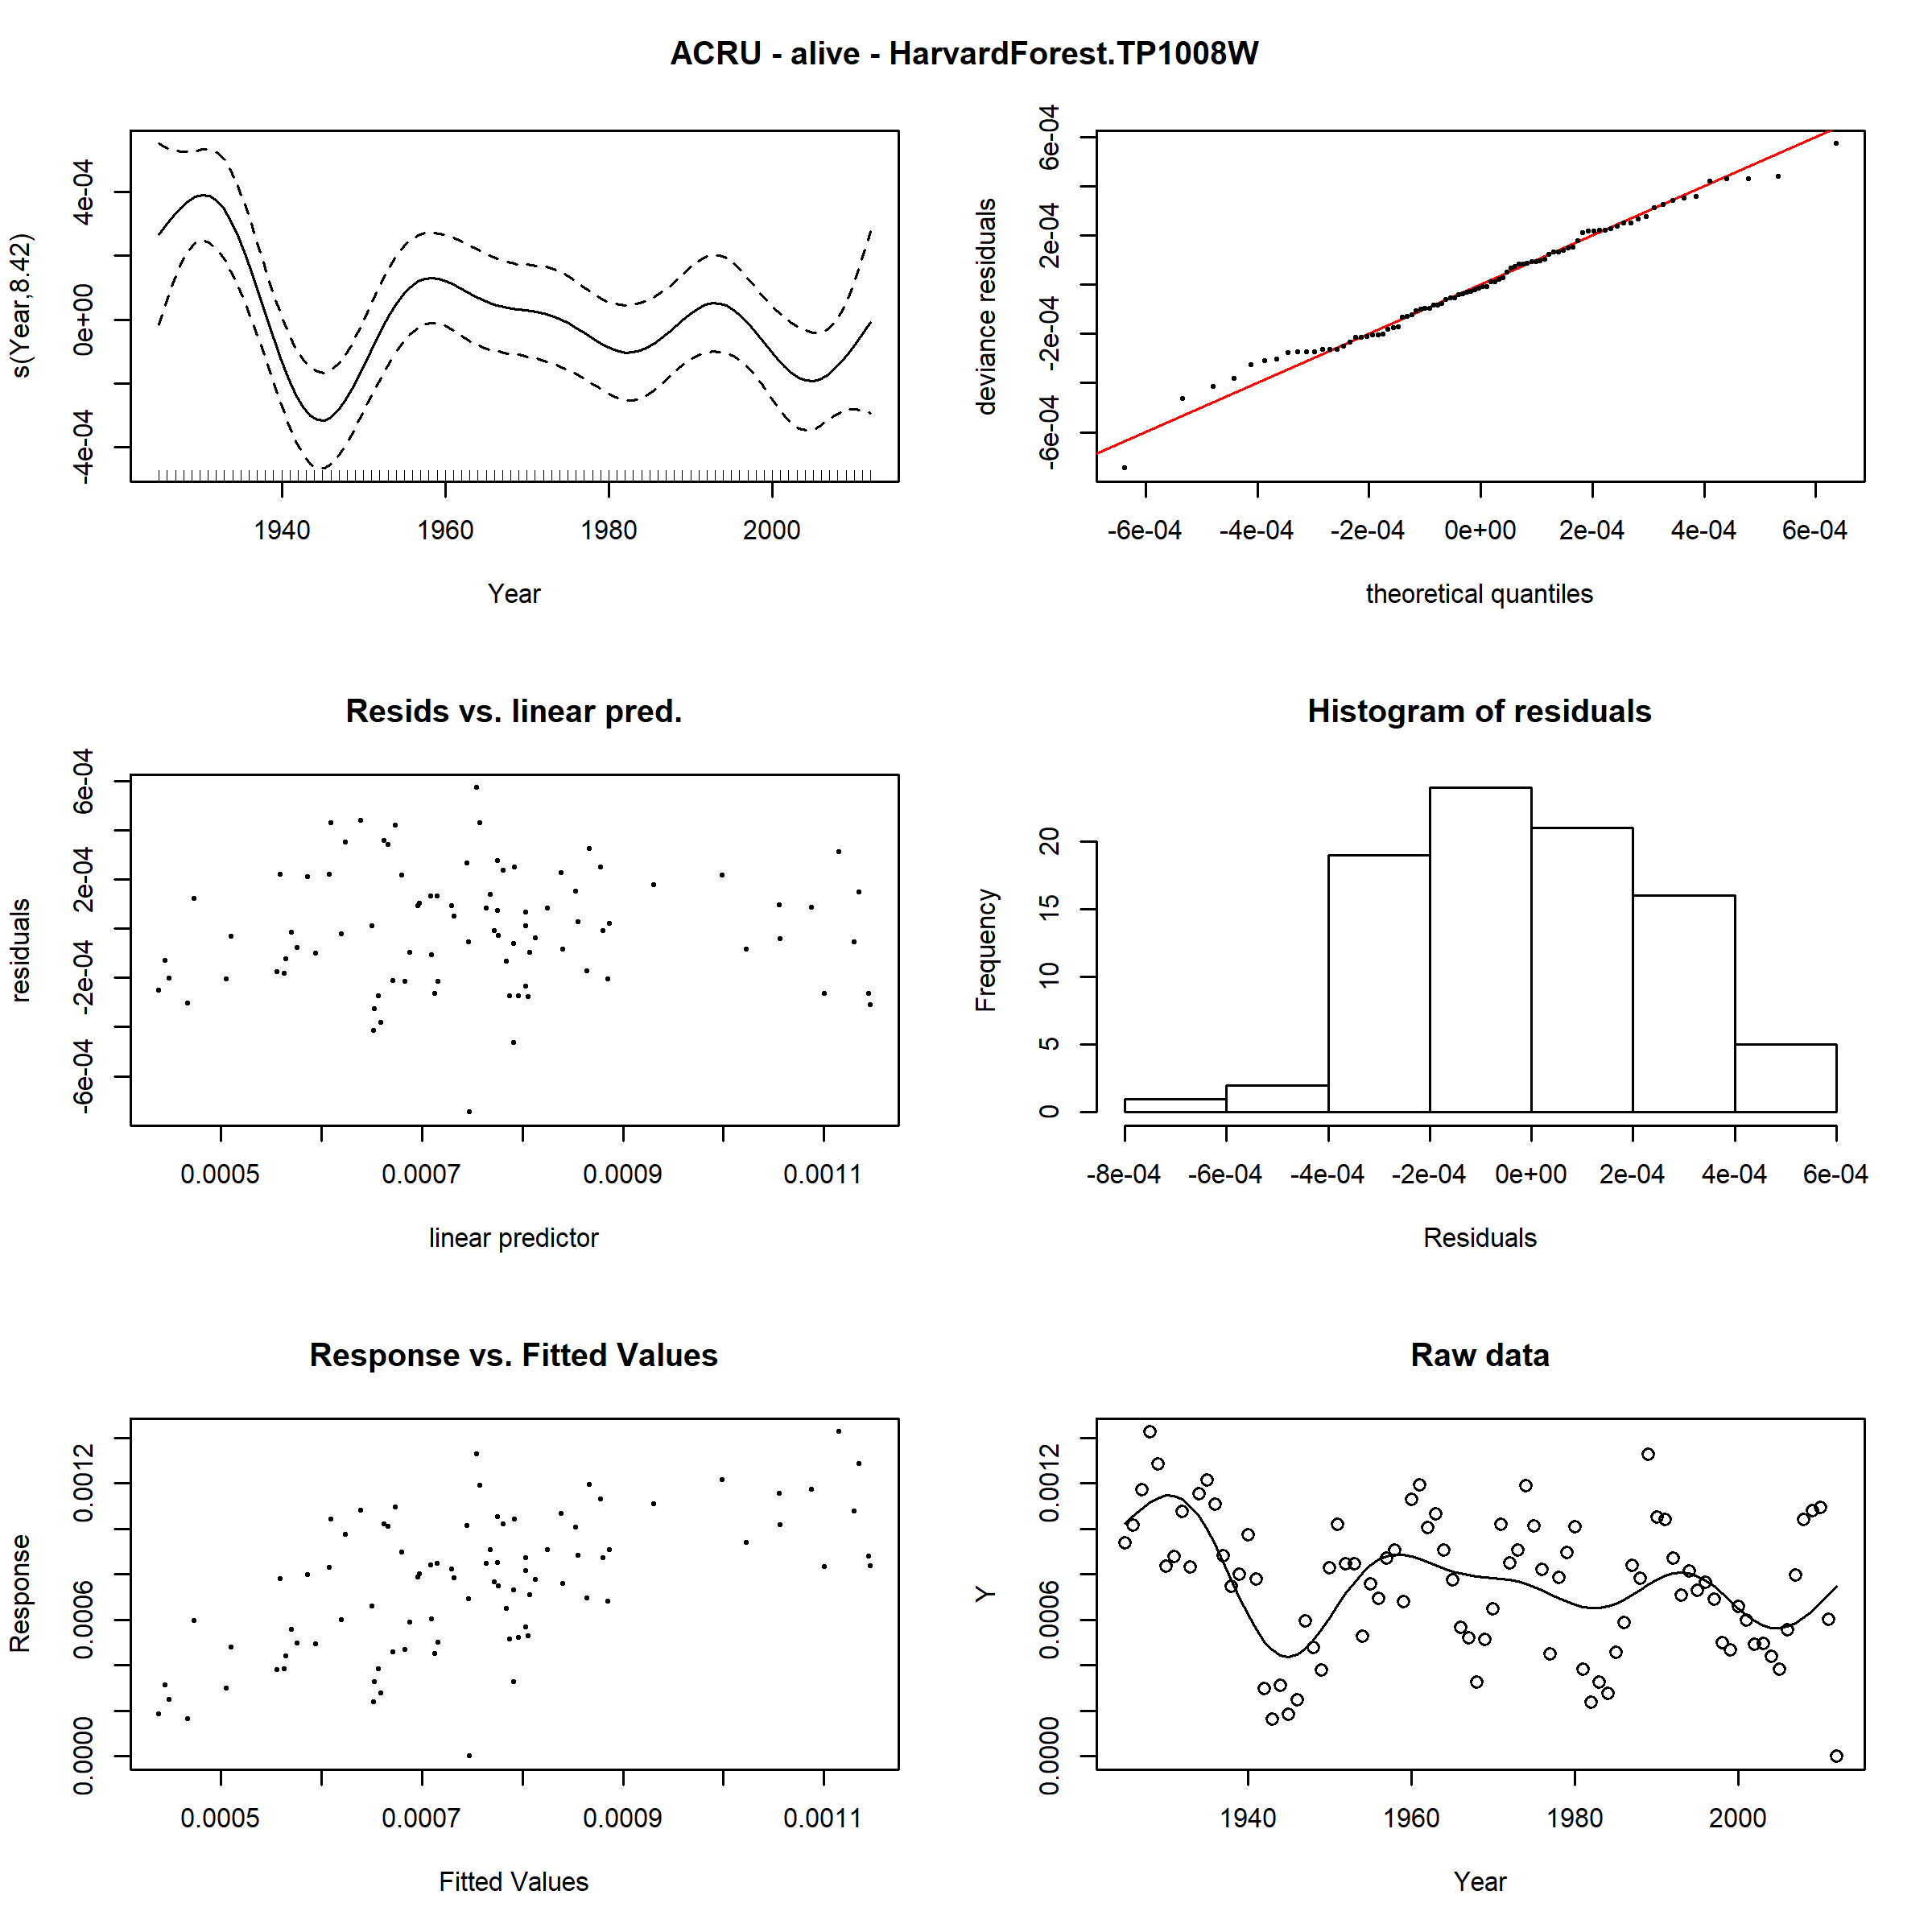 ACRU - alive - HarvardForest.TP1008W
s(Year,8.42)
4e-04
0e+00
-4e-04
1940 1960 1980 2000
Year
deviance residuals
6e-04
2e-04
-2e-04
-6e-04
-6e-04 -4e-04 -2e-04 0e+00 2e-04 4e-04 6e-04
theoretical quantiles
Resids vs. linear pred.
residuals
6e-04
2e-04
-2e-04
-6e-04
0.0005 0.0007 0.0009 0.0011
linear predictor
Histogram of residuals
Frequency
20
15
10
5
0
-8e-04 -6e-04 -4e-04 -2e-04 0e+00 2e-04 4e-04 6e-04
Residuals
Response vs. Fitted Values
Response
0.0012
0.0006
0.0000
0.0005 0.0007 0.0009 0.0011
Fitted Values
Raw data
Y
0.0012
0.0006
0.0000
1940 1960 1980 2000
Year